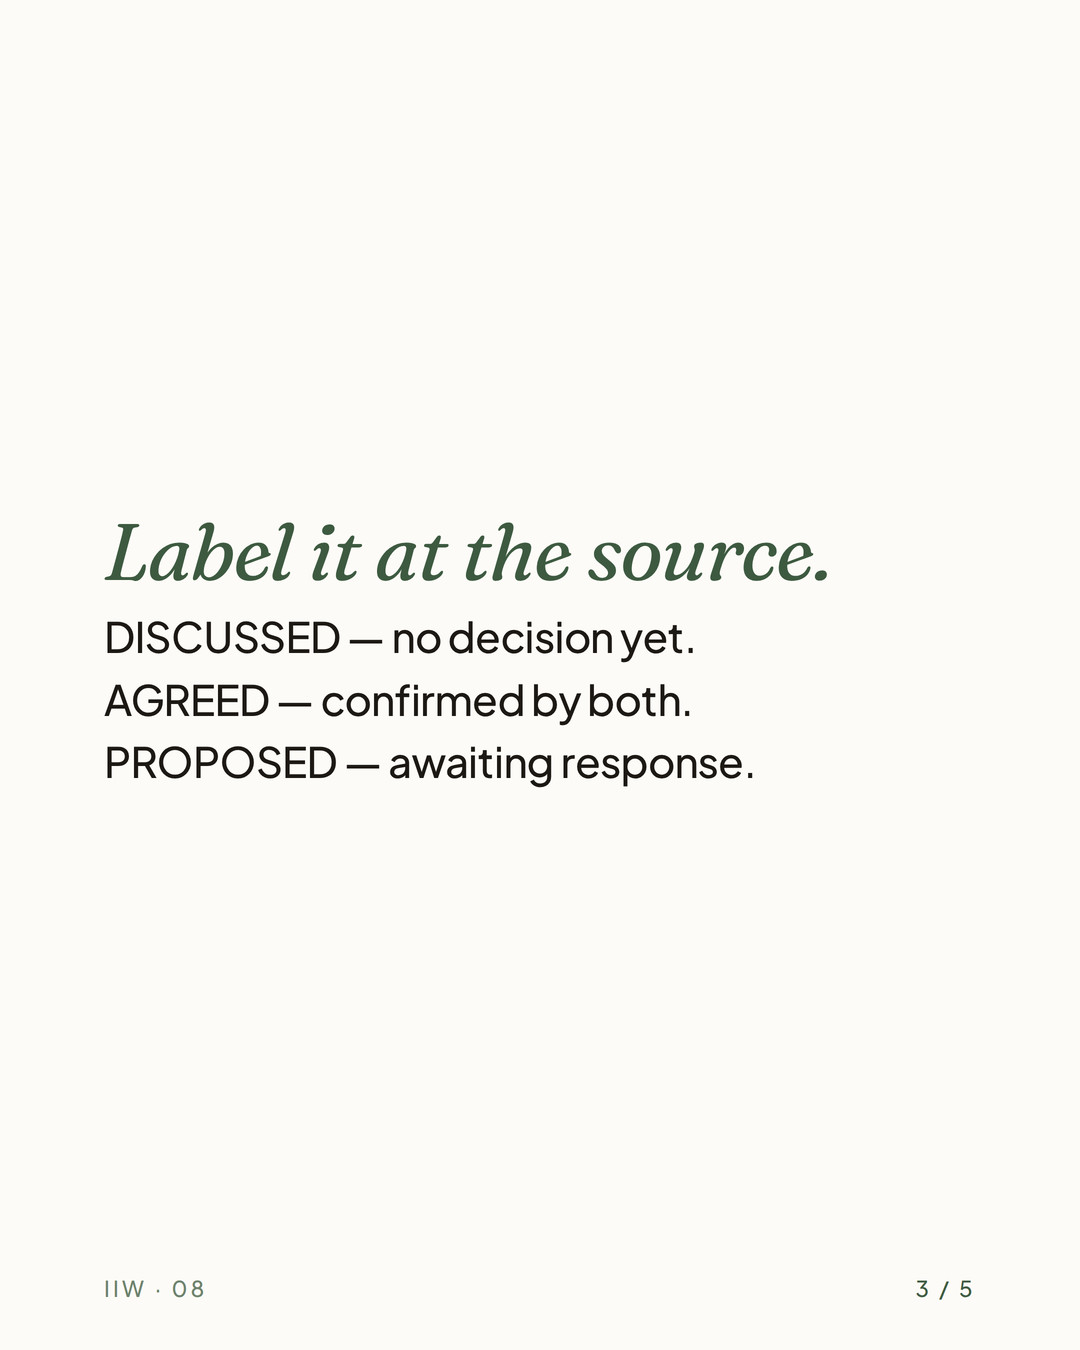 Label it at the source.
DISCUSSED — no decision yet.
AGREED — confirmed by both.
PROPOSED — awaiting response.
IIW · 08
3 / 5